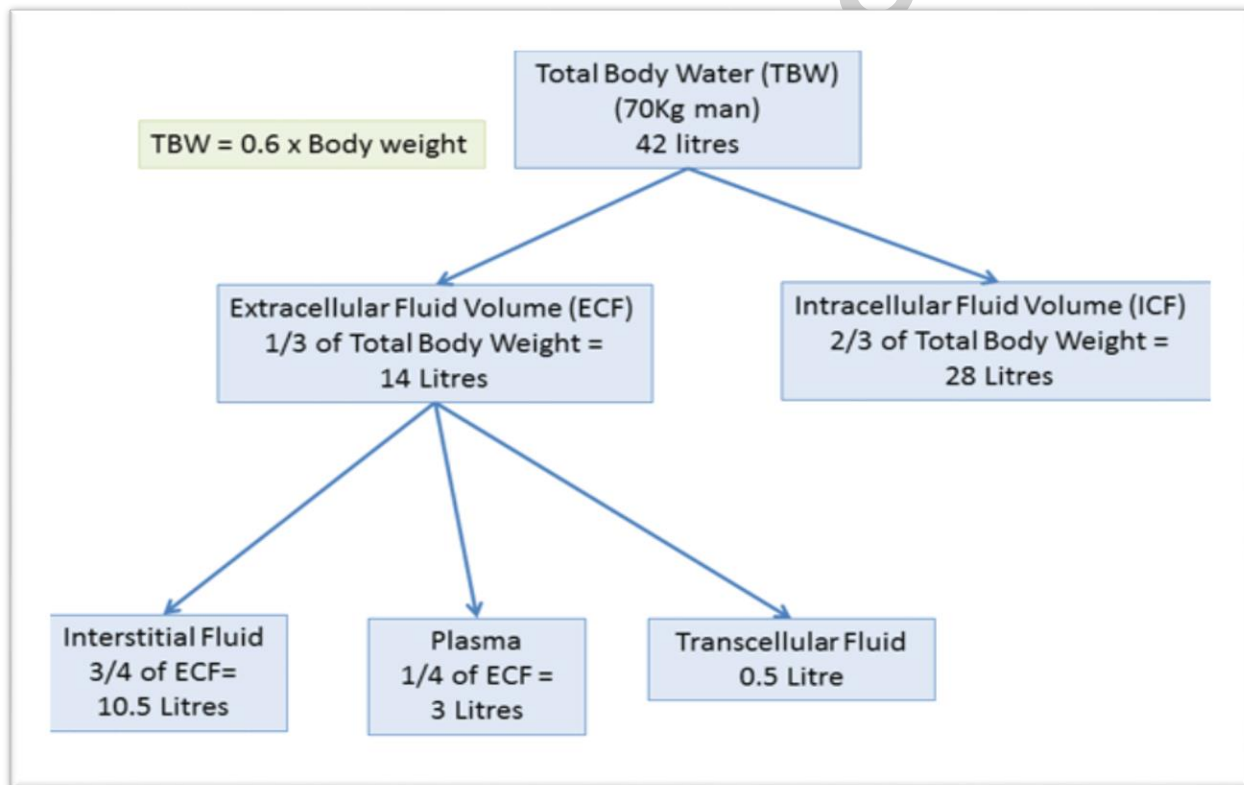 Total Body Water (TBW)
(70Kg man)
42 litres
TBW = 0.6 x Body weight
Extracellular Fluid Volume (ECF)
1/3 of Total Body Weight =
14 Litres
Intracellular Fluid Volume (ICF)
2/3 of Total Body Weight =
28 Litres
Interstitial Fluid
3/4 of ECF=
10.5 Litres
Plasma
1/4 of ECF =
3 Litres
Transcellular Fluid
0.5 Litre